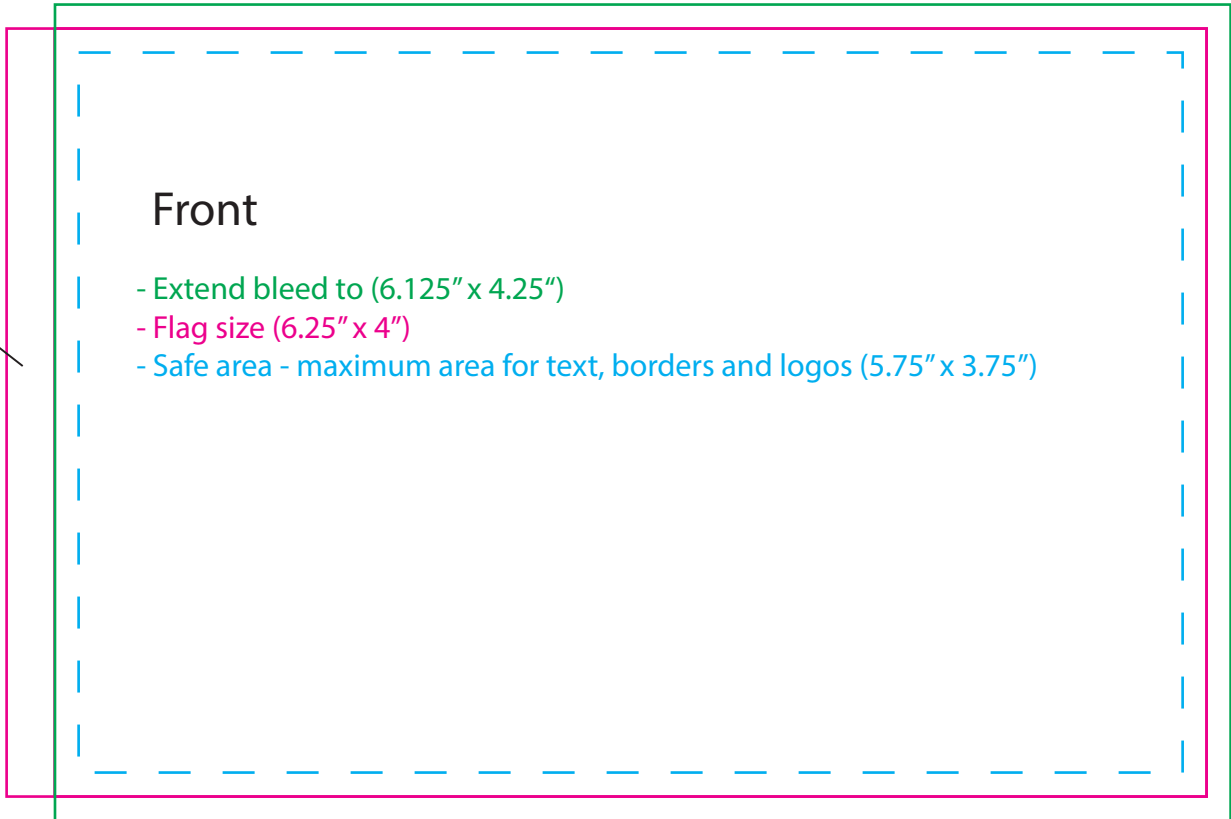 Front
- Extend bleed to (6.125” x 4.25“)
- Flag size (6.25” x 4”)
- Safe area - maximum area for text, borders and logos (5.75” x 3.75”)